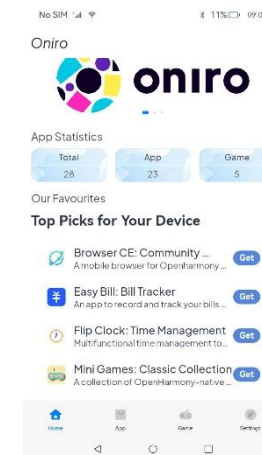 No SIM
11%
Oniro
oniro
App Statistics
Total
App
Game
28
23
5
Our Favourites
Top Picks for Your Device
Browser CE: Community ...
A mobile browser for Openharmony ...
Get
Easy Bill: Bill Tracker
An app to record and track your bills ...
Get
Flip Clock: Time Management
Multifunctional time management to...
Get
Mini Games: Classic Collection
A collection of OpenHarmony-native ...
Get
Home
App
Game
Settings